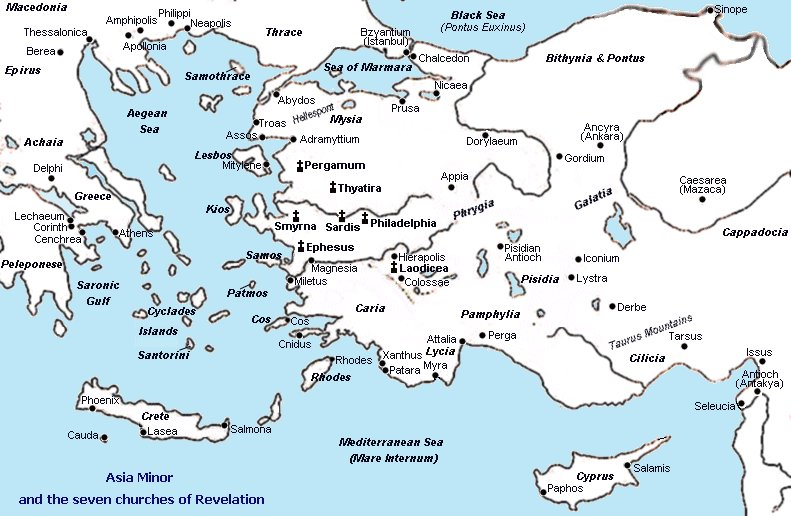 Macedonia
Philippi
Amphipolis
Neapolis
Apollonia
Thessalonica
Berea
Epirus
Thrace
Black Sea
(Pontus Euxinus)
Sinope
Bzyantium
(Istanbul)
Chalcedon
Sea of Marmara
Bithynia & Pontus
Samothrace
Nicaea
Abydos
Prusa
Hellespont
Mysia
Aegean
Sea
Troas
Assos
Adramyttium
Dorylaeum
Ancyra
(Ankara)
Gordium
Achaia
Delphi
Lesbos
Mitylene
Pergamum
Thyatira
Appia
Caesarea
(Mazaca)
Greece
Kios
Phrygia
Galatia
Lechaeum
Corinth
Cenchrea
Athens
Smyrna
Sardis
Philadelphia
Cappadocia
Ephesus
Samos
Magnesia
Hierapolis
Laodicea
Colossae
Pisidian
Antioch
Iconium
Lystra
Pisidia
Peleponese
Saronic
Gulf
Miletus
Patmos
Cyclades
Islands
Santorini
Caria
Pamphylia
Derbe
Cos
Cos
Cnidus
Attalia
Perga
Taurus Mountains
Tarsus
Cilicia
Issus
Antioch
(Antakya)
Seleucia
Rhodes
Rhodes
Xanthus
Patara
Lycia
Myra
Phoenix
Crete
Cauda
Lasea
Salmona
Mediterranean Sea
(Mare Internum)
Cyprus
Salamis
Paphos
Asia Minor
and the seven churches of Revelation